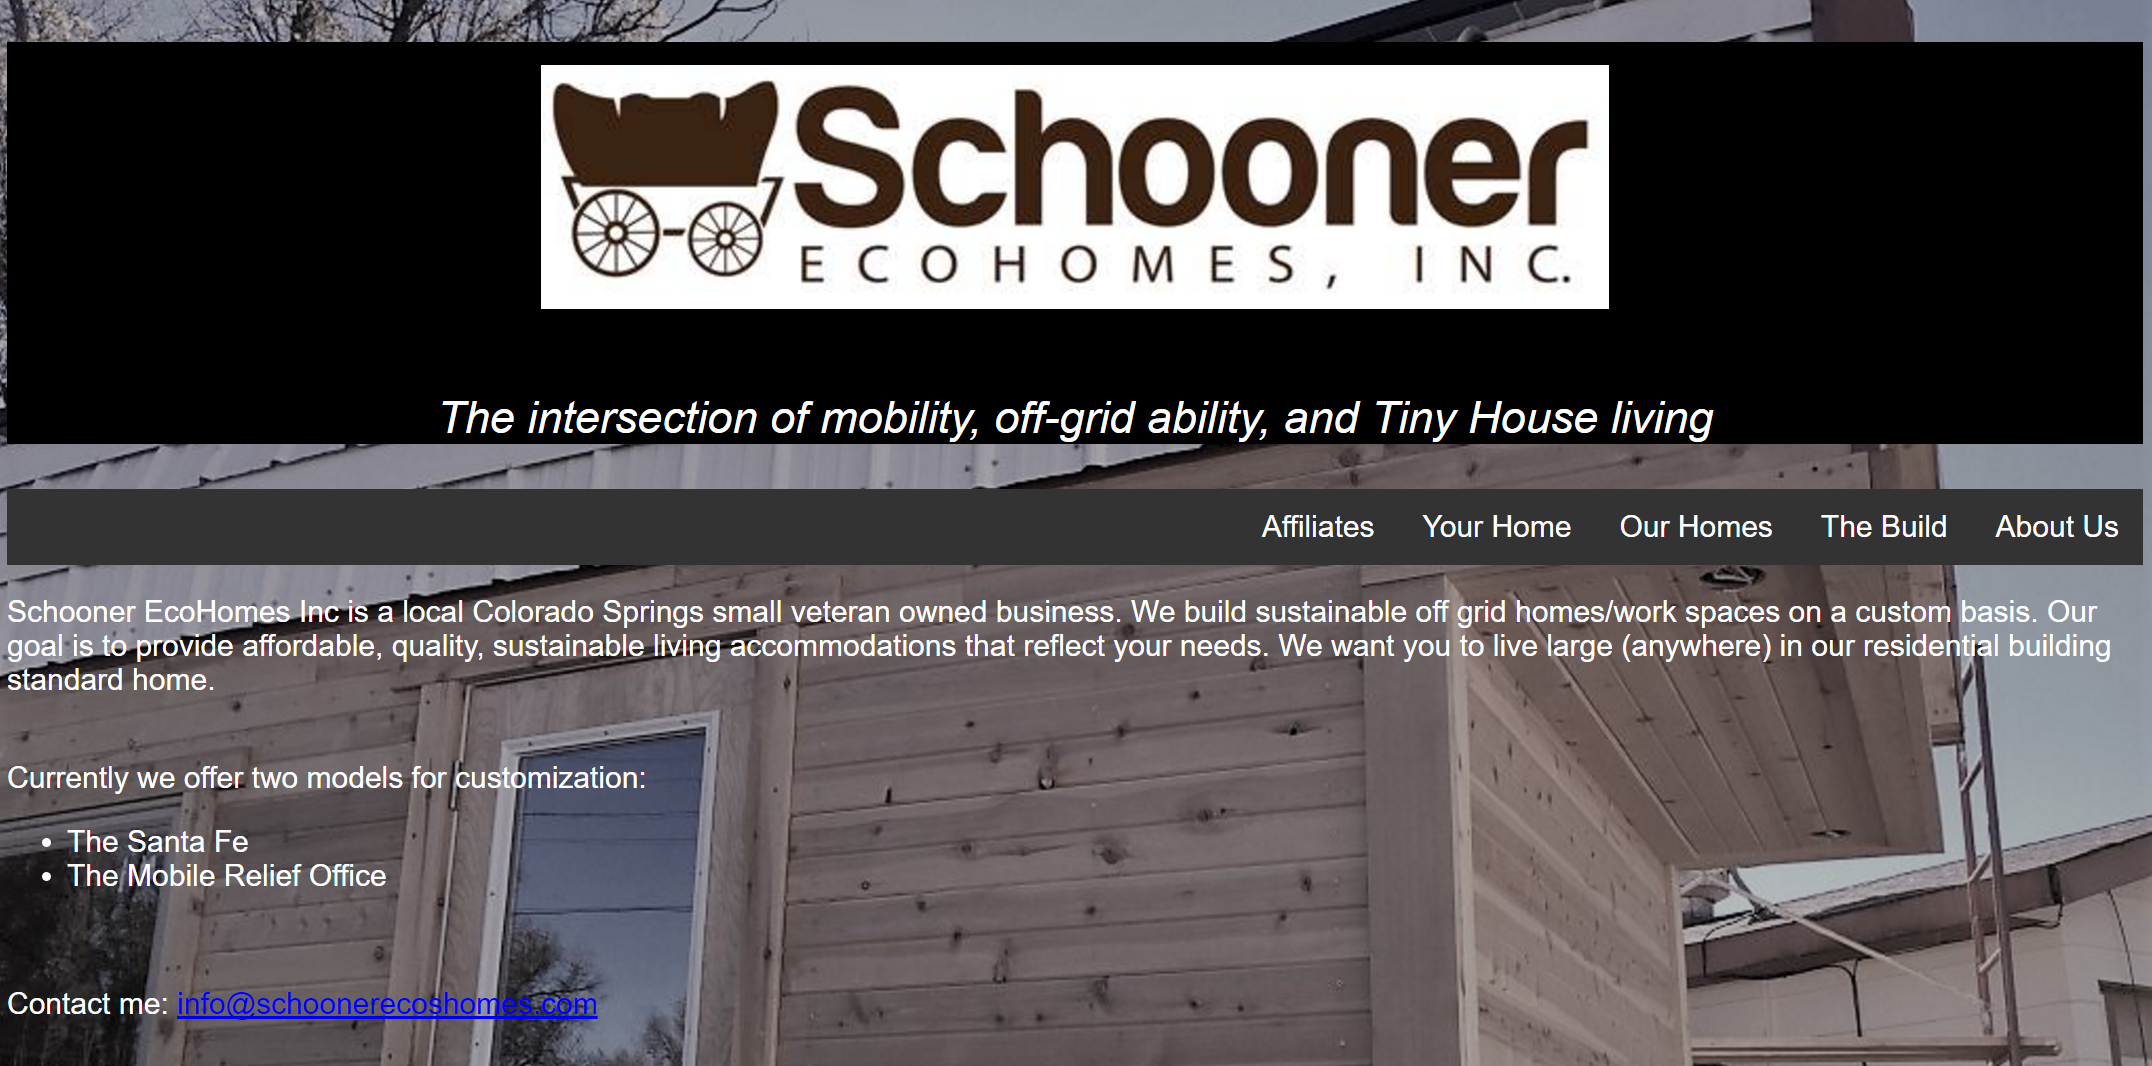 Schooner
ECOHOMES, INC.
The intersection of mobility, off-grid ability, and Tiny House living
Affiliates Your Home Our Homes The Build About Us
Schooner EcoHomes Inc is a local Colorado Springs small veteran owned business. We build sustainable off grid homes/work spaces on a custom basis. Our
goal is to provide affordable, quality, sustainable living accommodations that reflect your needs. We want you to live large (anywhere) in our residential building
standard home.
Currently we offer two models for customization:
• The Santa Fe
• The Mobile Relief Office
Contact me: info@schoonerecoshomes.com